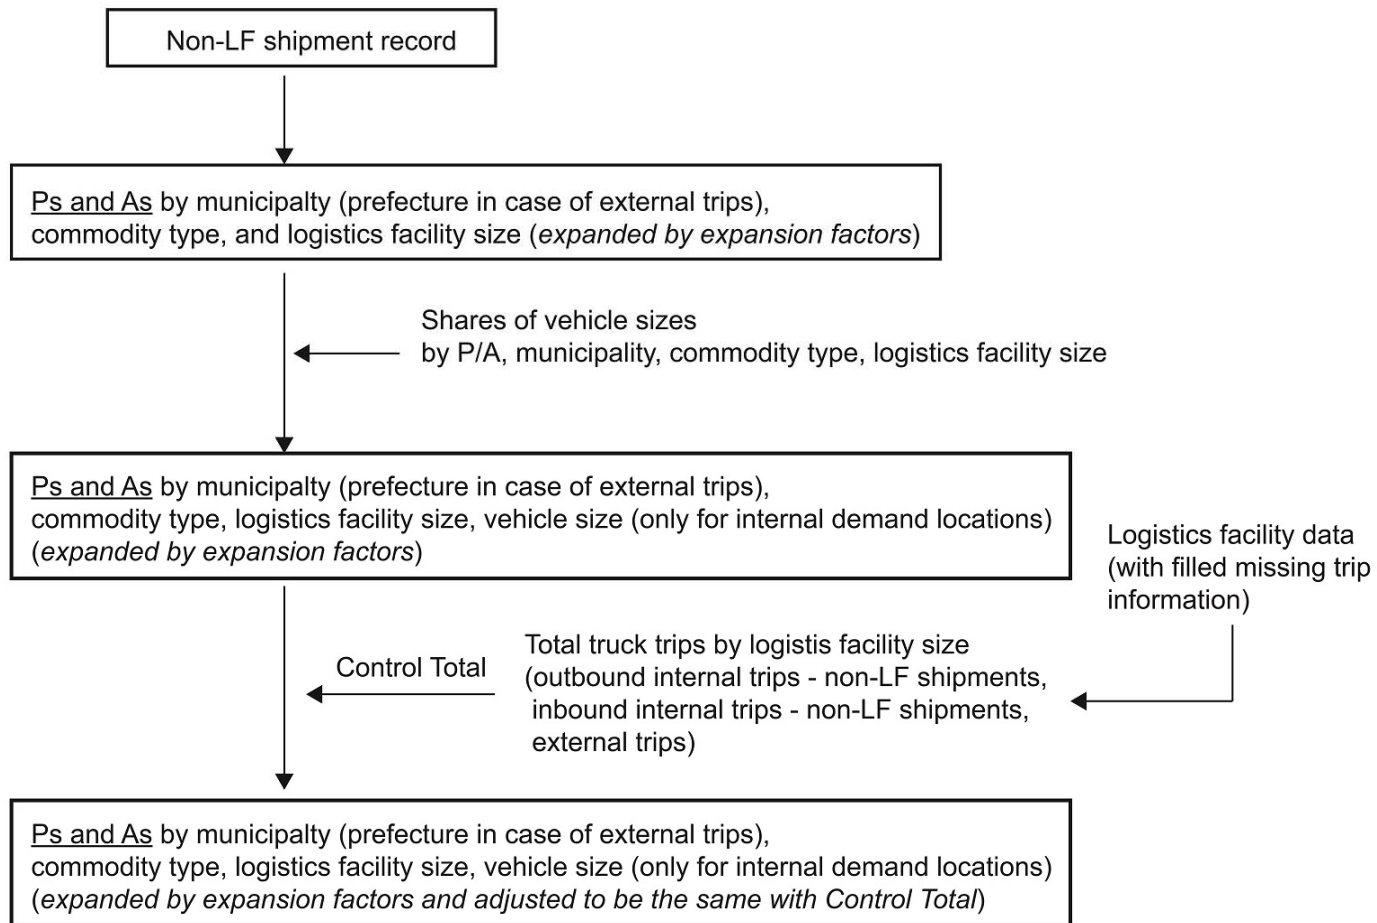 Non-LF shipment record
Ps and As by municipalty (prefecture in case of external trips),
commodity type, and logistics facility size (expanded by expansion factors)
Shares of vehicle sizes
by P/A, municipality, commodity type, logistics facility size
Ps and As by municipalty (prefecture in case of external trips),
commodity type, logistics facility size, vehicle size (only for internal demand locations)
(expanded by expansion factors)
Logistics facility data
(with filled missing trip
information)
Control Total
Total truck trips by logistis facility size
(outbound internal trips - non-LF shipments,
inbound internal trips - non-LF shipments,
external trips)
Ps and As by municipalty (prefecture in case of external trips),
commodity type, logistics facility size, vehicle size (only for internal demand locations)
(expanded by expansion factors and adjusted to be the same with Control Total)